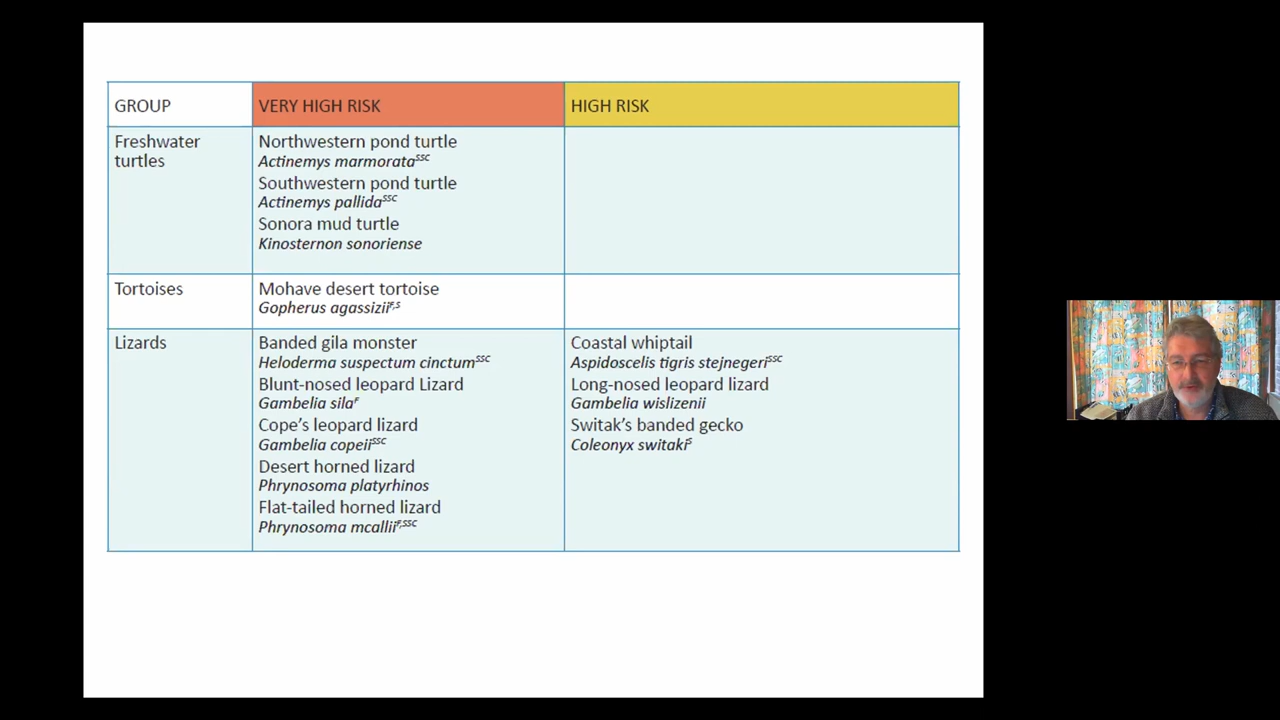 GROUP
VERY HIGH RISK
HIGH RISK
Freshwater
turtles
Northwestern pond turtle
Actinemys marmorata^SSC
Southwestern pond turtle
Actinemys pallida^SSC
Sonora mud turtle
Kinosternon sonoriense
Tortoises
Mohave desert tortoise
Gopherus agassizii^F,S
Lizards
Banded gila monster
Heloderma suspectum cinctum^SSC
Blunt-nosed leopard Lizard
Gambelia sila^F
Cope’s leopard lizard
Gambelia copeii^SSC
Desert horned lizard
Phrynosoma platyrhinos
Flat-tailed horned lizard
Phrynosoma mcallii^F,SSC
Coastal whiptail
Aspidoscelis tigris stejnegeri^SSC
Long-nosed leopard lizard
Gambelia wislizenii
Switak’s banded gecko
Coleonyx switaki^S